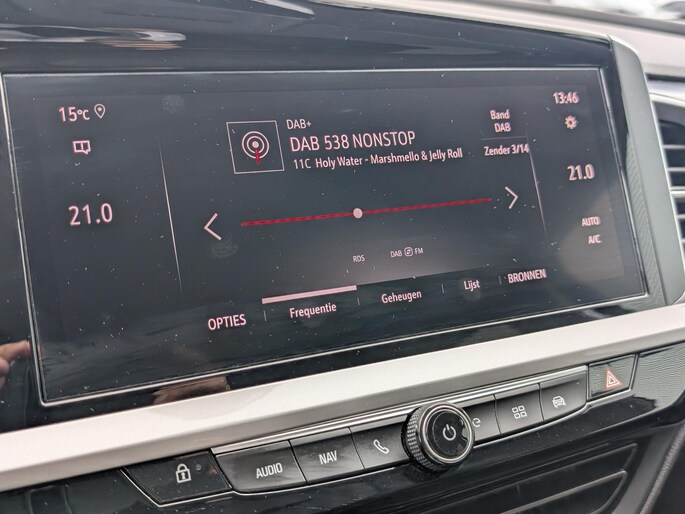 15°C
21.0
DAB+
DAB 538 NONSTOP
11C Holy Water - Marshmello & Jelly Roll
Band
DAB
Zender 3/14
13:46
21.0
AUTO
A/C
RDS
DAB FM
OPTIES
Frequentie
Geheugen
Lijst
BRONNEN
AUDIO
NAV